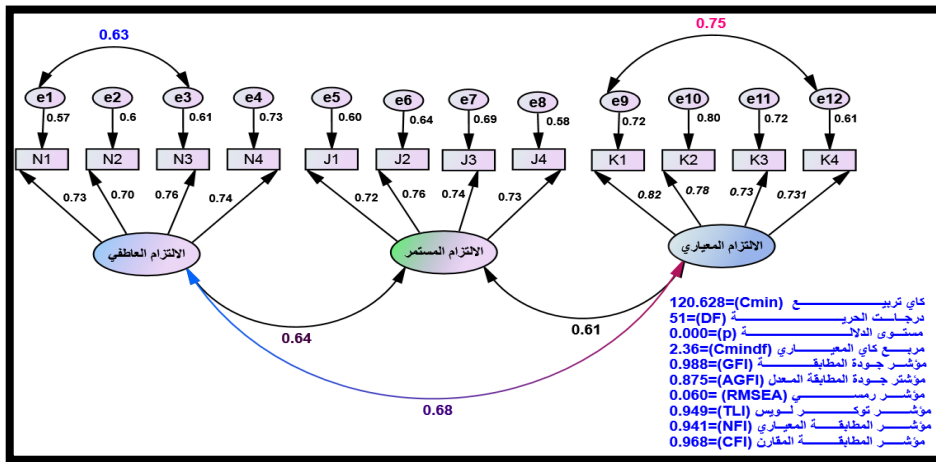 0.63
0.75
e1 e2 e3 e4 e5 e6 e7 e8 e9 e10 e11 e12
0.57 0.6 0.61 0.73 0.60 0.64 0.69 0.58 0.72 0.80 0.72 0.61
N1 N2 N3 N4 J1 J2 J3 J4 K1 K2 K3 K4
0.73 0.70 0.76 0.74 0.72 0.76 0.74 0.73 0.82 0.78 0.73 0.731
الالتزام العاطفي
الالتزام المستمر
الالتزام المعياري
0.64
0.61
0.68
كاي تربيع (Cmin)=120.628
درجات الحرية (DF)=51
مستوى الدلالة (p)=0.000
مربع كاي المعياري (Cmindf)=2.36
مؤشر جودة المطابقة (GFI)=0.988
مؤشر جودة المطابقة المعدل (AGFI)=0.875
مؤشر رمسي (RMSEA)=0.060
مؤشر توكر لويس (TLI)=0.949
مؤشر المطابقة المعياري (NFI)=0.941
مؤشر المطابقة المقارن (CFI)=0.968